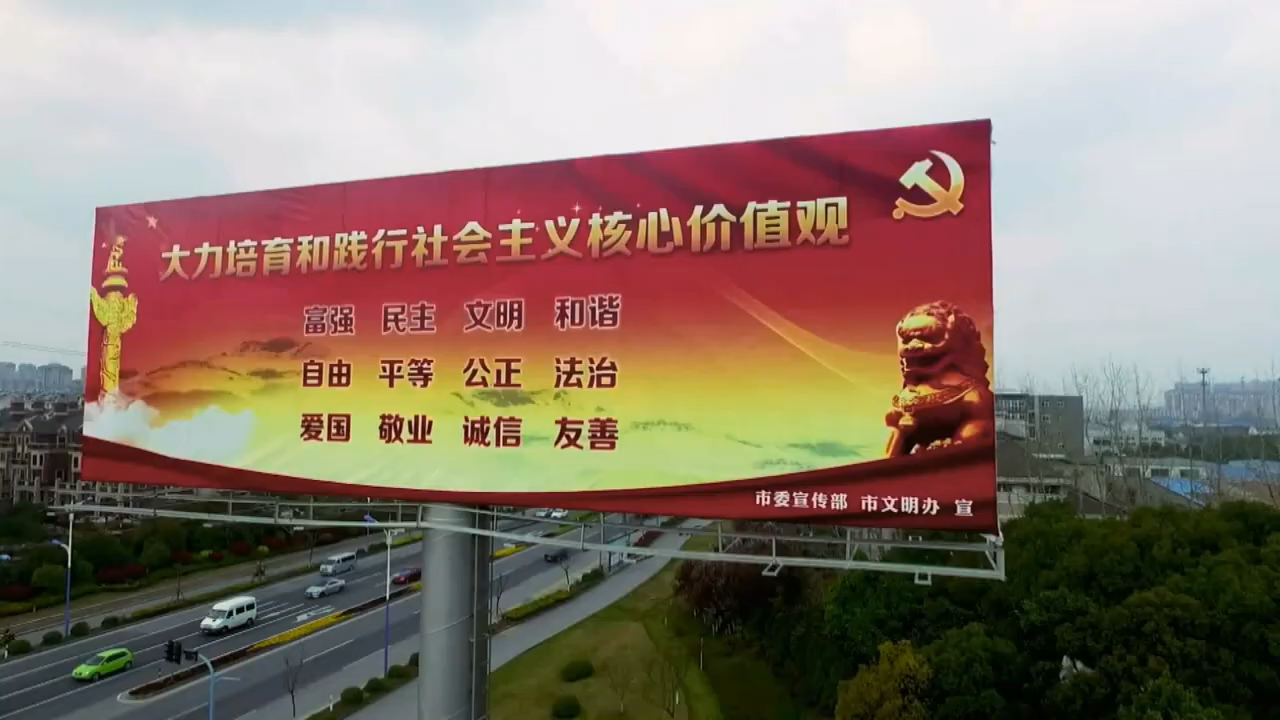 大力培育和践行社会主义核心价值观
富强 民主 文明 和谐
自由 平等 公正 法治
爱国 敬业 诚信 友善
市委宣传部 市文明办 宣